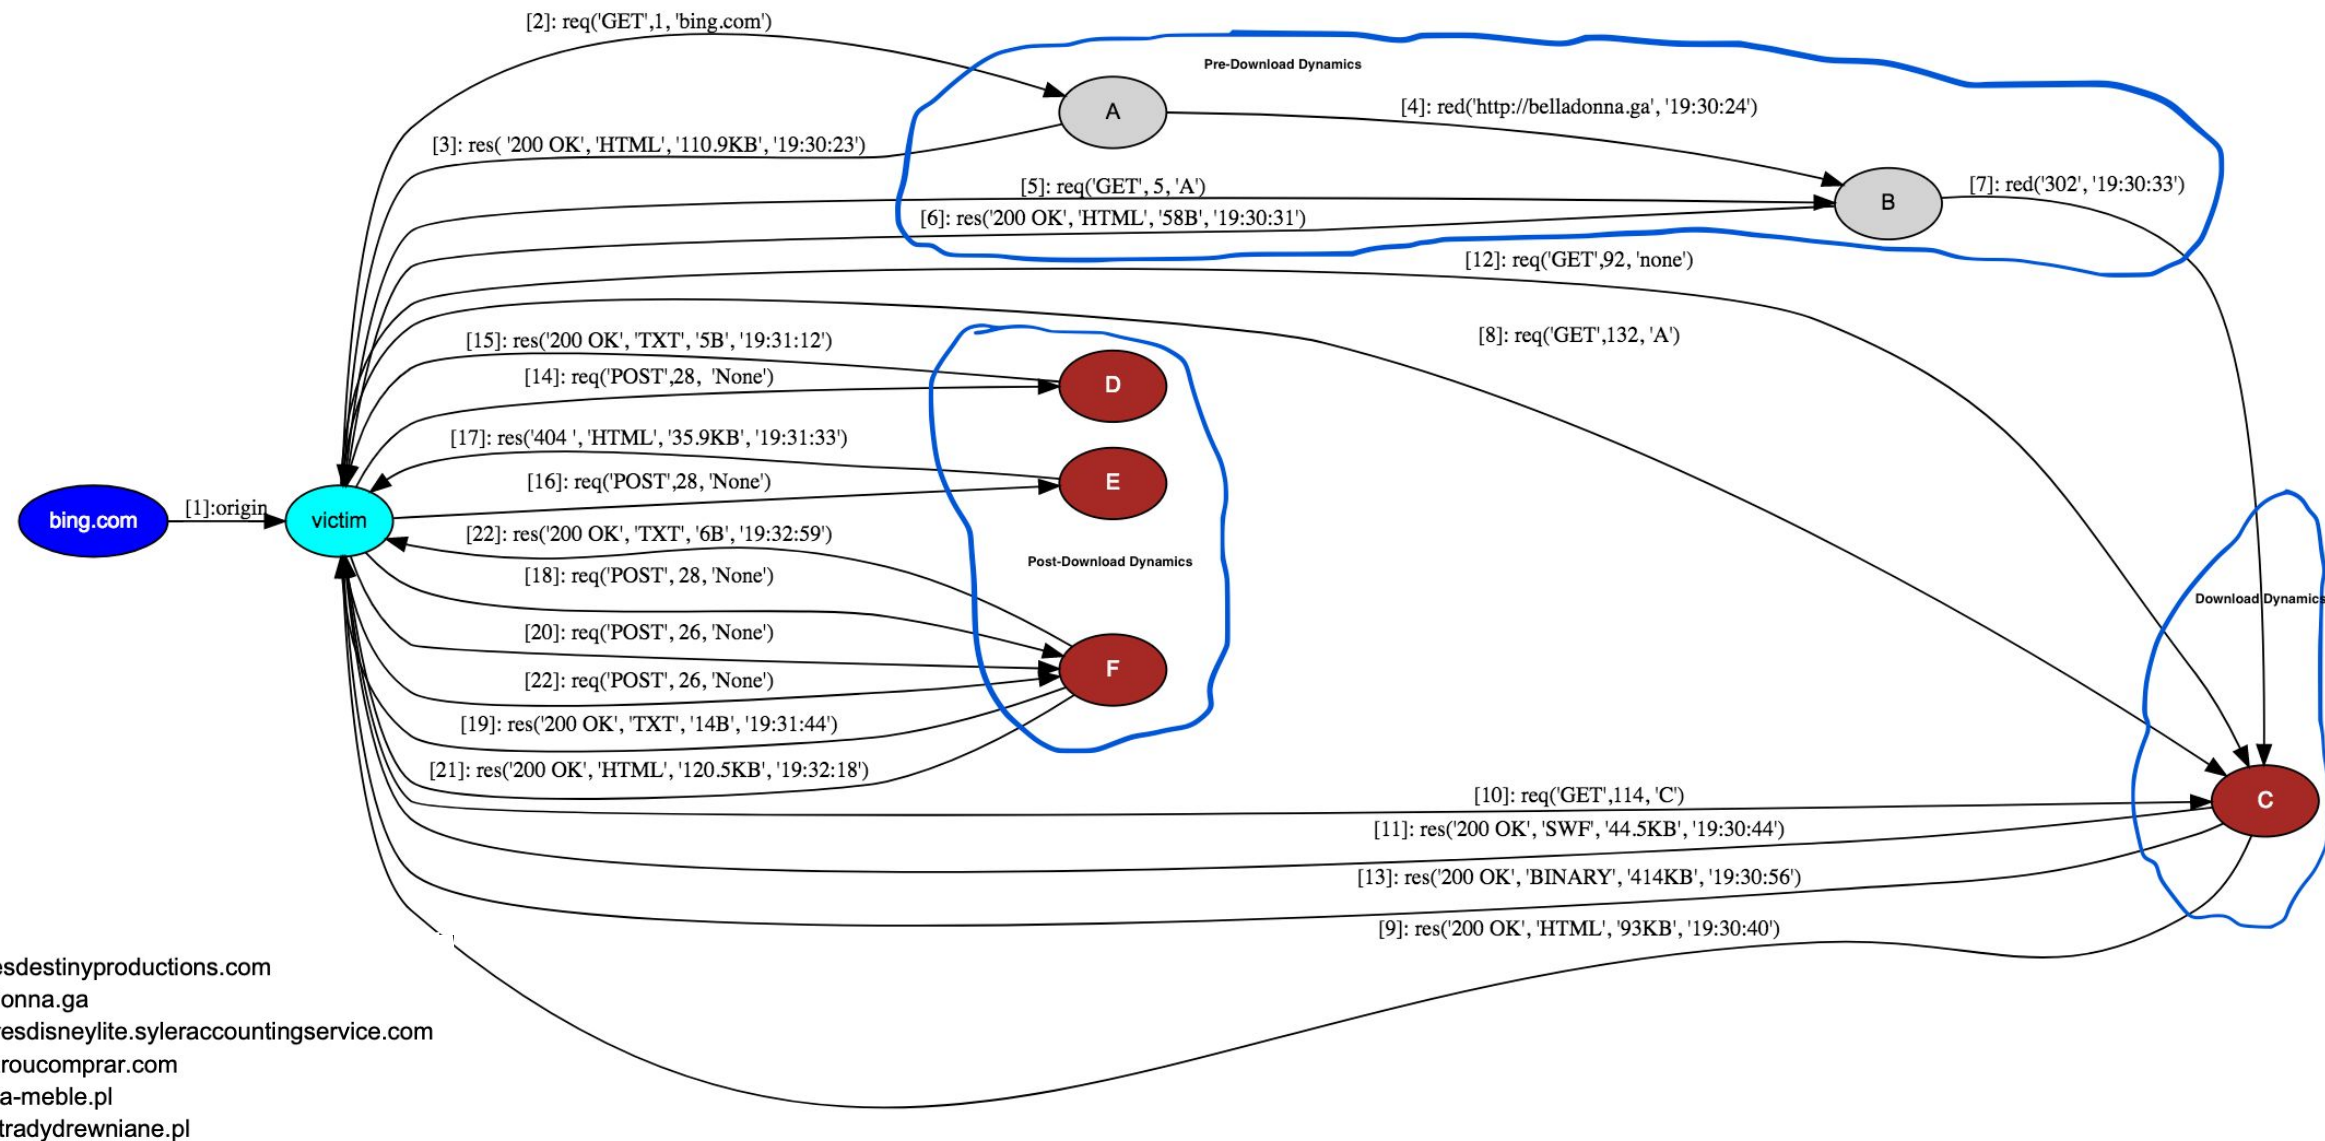 [2]: req('GET',1, 'bing.com')
Pre-Download Dynamics
A
[4]: red('http://belladonna.ga', '19:30:24')
[3]: res( '200 OK', 'HTML', '110.9KB', '19:30:23')
[5]: req('GET', 5, 'A')
B
[7]: red('302', '19:30:33')
[6]: res('200 OK', 'HTML', '58B', '19:30:31')
[12]: req('GET',92, 'none')
[15]: res('200 OK', 'TXT', '5B', '19:31:12')
[8]: req('GET',132, 'A')
[14]: req('POST',28, 'None')
D
[17]: res('404 ', 'HTML', '35.9KB', '19:31:33')
[16]: req('POST',28, 'None')
E
bing.com
[1]:origin
victim
[22]: res('200 OK', 'TXT', '6B', '19:32:59')
Post-Download Dynamics
[18]: req('POST', 28, 'None')
Download Dynamics
[20]: req('POST', 26, 'None')
F
[22]: req('POST', 26, 'None')
[19]: res('200 OK', 'TXT', '14B', '19:31:44')
[21]: res('200 OK', 'HTML', '120.5KB', '19:32:18')
[10]: req('GET',114, 'C')
C
[11]: res('200 OK', 'SWF', '44.5KB', '19:30:44')
[13]: res('200 OK', 'BINARY', '414KB', '19:30:56')
[9]: res('200 OK', 'HTML', '93KB', '19:30:40')
esdestinyproductions.com
onna.ga
esdisneylite.syleraccountingservice.com
roucomprar.com
a-meble.pl
tradydrewniane.pl